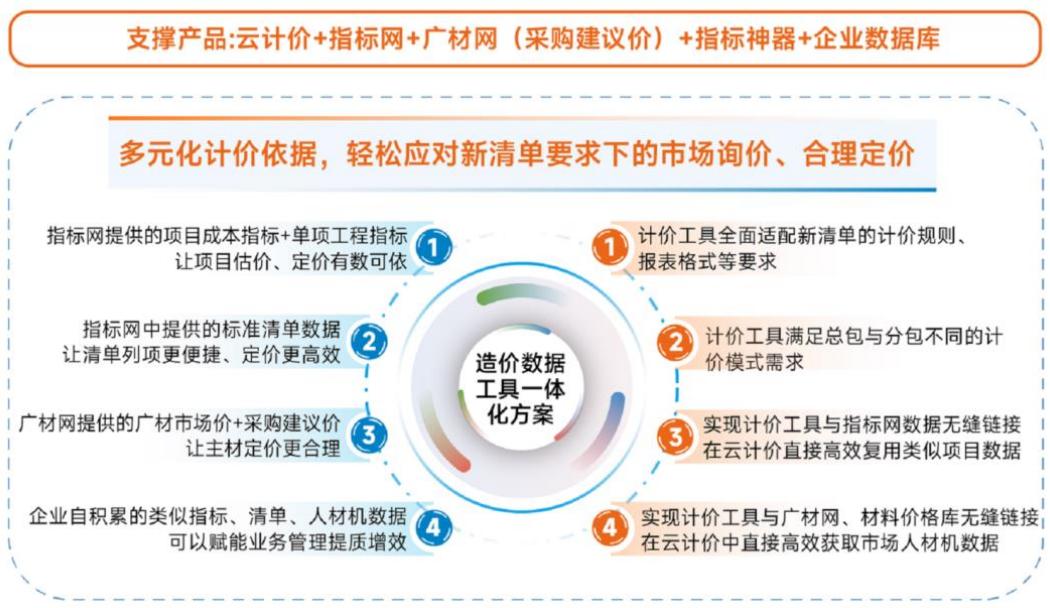 支撑产品:云计价+指标网+广材网（采购建议价）+指标神器+企业数据库
多元化计价依据，轻松应对新清单要求下的市场询价、合理定价
指标网提供的项目成本指标+单项工程指标
让项目估价、定价有数可依
1
指标网中提供的标准清单数据
让清单列项更便捷、定价更高效
2
广材网提供的广材市场价+采购建议价
让主材定价更合理
3
企业自积累的类似指标、清单、人材机数据
可以赋能业务管理提质增效
4
造价数据
工具一体
化方案
1
计价工具全面适配新清单的计价规则、
报表格式等要求
2
计价工具满足总包与分包不同的计
价模式需求
3
实现计价工具与指标网数据无缝链接
在云计价直接高效复用类似项目数据
4
实现计价工具与广材网、材料价格库无缝链接
在云计价中直接高效获取市场人材机数据